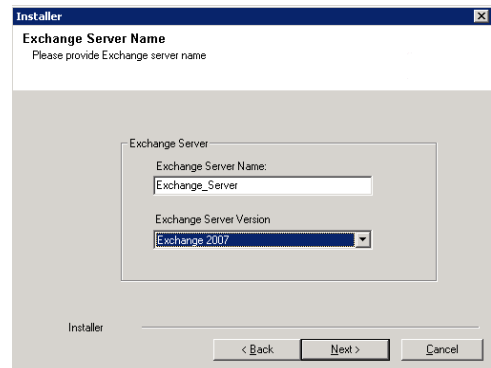 Installer
Exchange Server Name
Please provide Exchange server name
Exchange Server
Exchange Server Name:
Exchange_Server
Exchange Server Version
Exchange 2007
Installer
< Back
Next >
Cancel